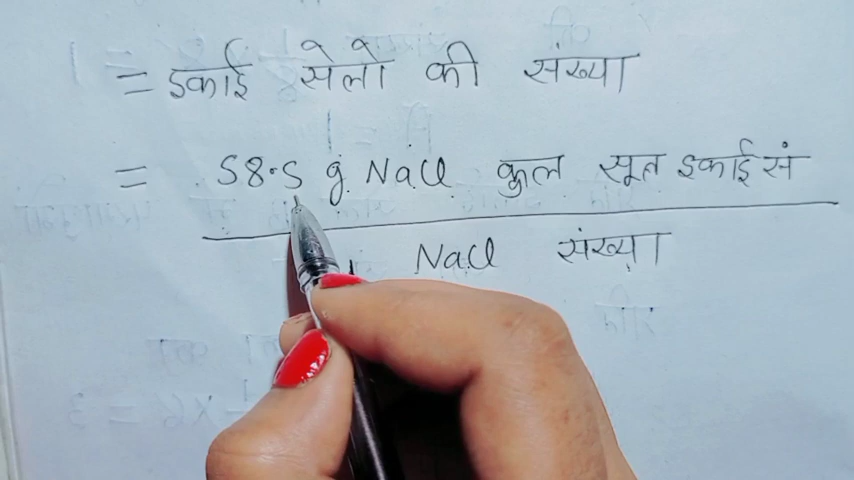 = इकाई सेलो की संख्या
= 58.5 g NaCl कुल सूत इकाई सं
NaCl संख्या